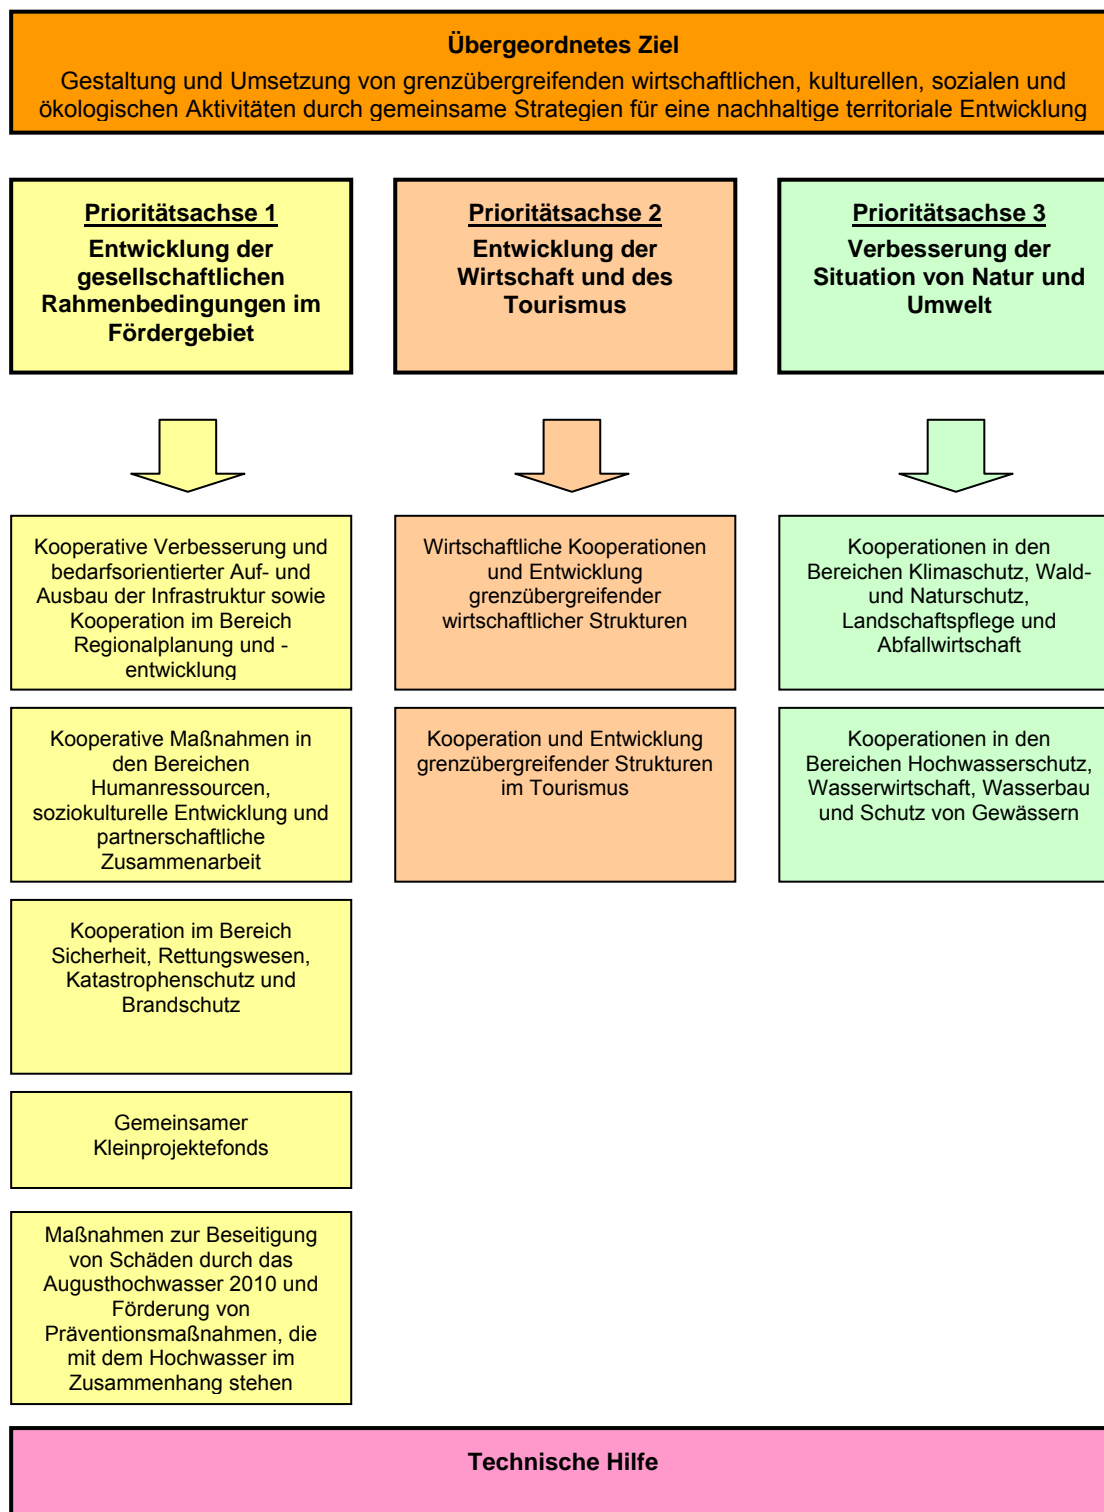 Übergeordnetes Ziel
Gestaltung und Umsetzung von grenzübergreifenden wirtschaftlichen, kulturellen, sozialen und
ökologischen Aktivitäten durch gemeinsame Strategien für eine nachhaltige territoriale Entwicklung
Prioritätsachse 1
Entwicklung der
gesellschaftlichen
Rahmenbedingungen im
Fördergebiet
Prioritätsachse 2
Entwicklung der
Wirtschaft und des
Tourismus
Prioritätsachse 3
Verbesserung der
Situation von Natur und
Umwelt
Kooperative Verbesserung und
bedarfsorientierter Auf- und
Ausbau der Infrastruktur sowie
Kooperation im Bereich
Regionalplanung und -
entwicklung
Wirtschaftliche Kooperationen
und Entwicklung
grenzübergreifender
wirtschaftlicher Strukturen
Kooperationen in den
Bereichen Klimaschutz, Wald-
und Naturschutz,
Landschaftspflege und
Abfallwirtschaft
Kooperative Maßnahmen in
den Bereichen
Humanressourcen,
soziokulturelle Entwicklung und
partnerschaftliche
Zusammenarbeit
Kooperation und Entwicklung
grenzübergreifender Strukturen
im Tourismus
Kooperationen in den
Bereichen Hochwasserschutz,
Wasserwirtschaft, Wasserbau
und Schutz von Gewässern
Kooperation im Bereich
Sicherheit, Rettungswesen,
Katastrophenschutz und
Brandschutz
Gemeinsamer
Kleinprojektefonds
Maßnahmen zur Beseitigung
von Schäden durch das
Augusthochwasser 2010 und
Förderung von
Präventionsmaßnahmen, die
mit dem Hochwasser im
Zusammenhang stehen
Technische Hilfe